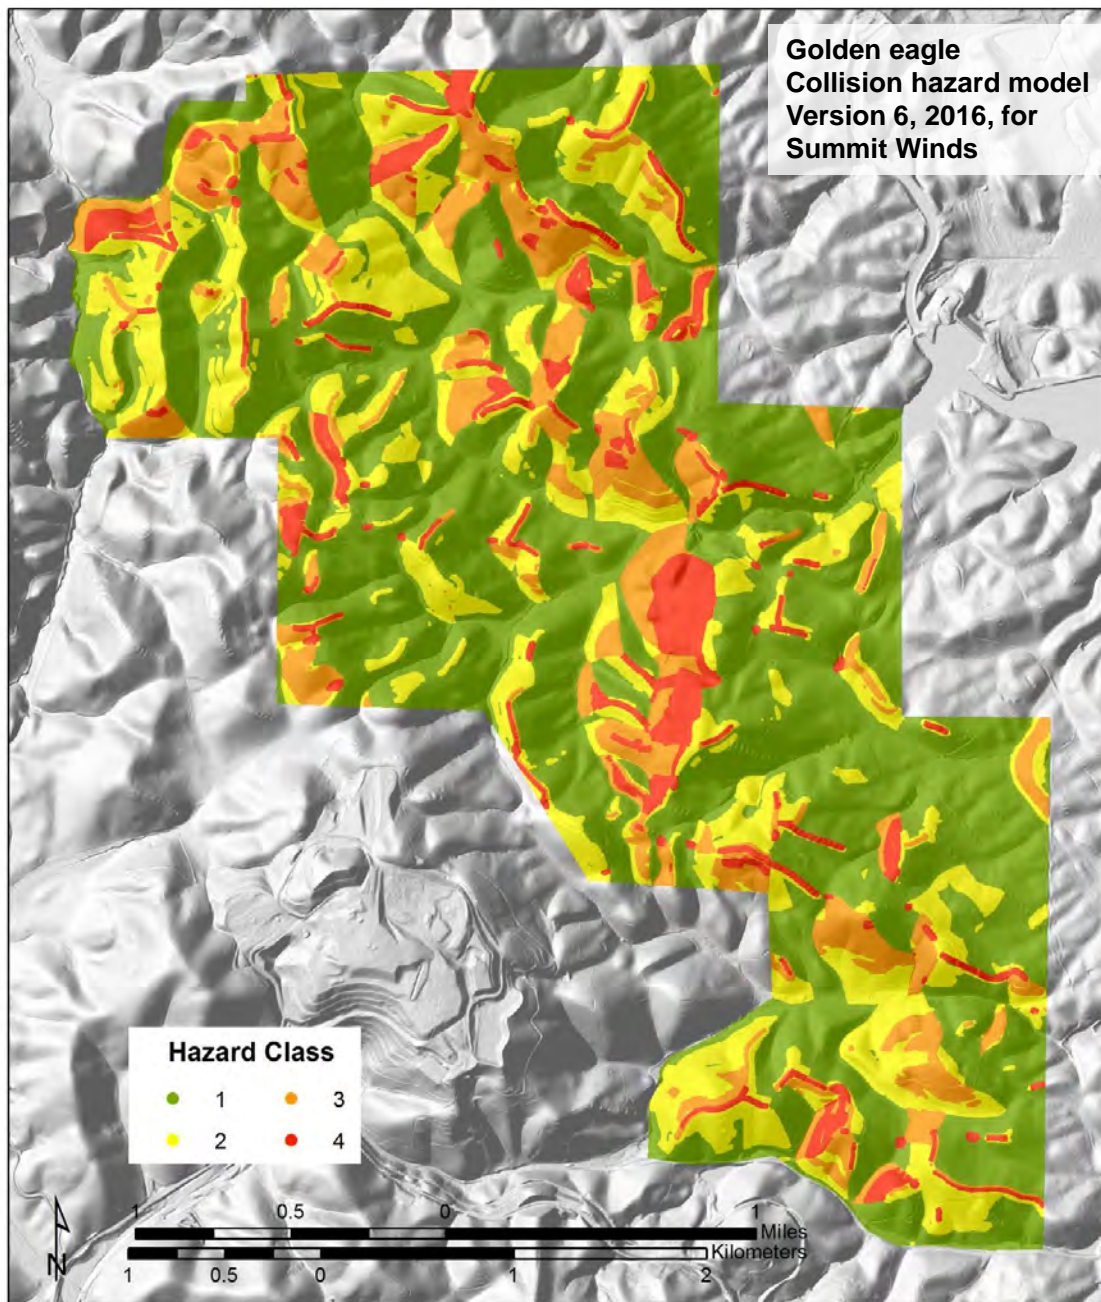 Golden eagle
Collision hazard model
Version 6, 2016, for
Summit Winds
Hazard Class
1 3
2 4
1 0.5 0 1
Miles
Kilometers
1 0.5 0 1 2
N